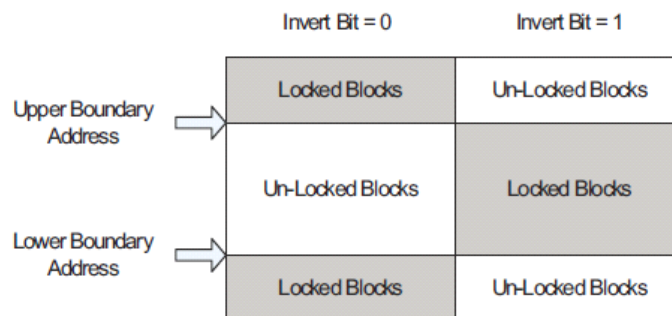 Invert Bit = 0
Invert Bit = 1
Locked Blocks
Un-Locked Blocks
Upper Boundary
Address
Un-Locked Blocks
Locked Blocks
Lower Boundary
Address
Locked Blocks
Un-Locked Blocks